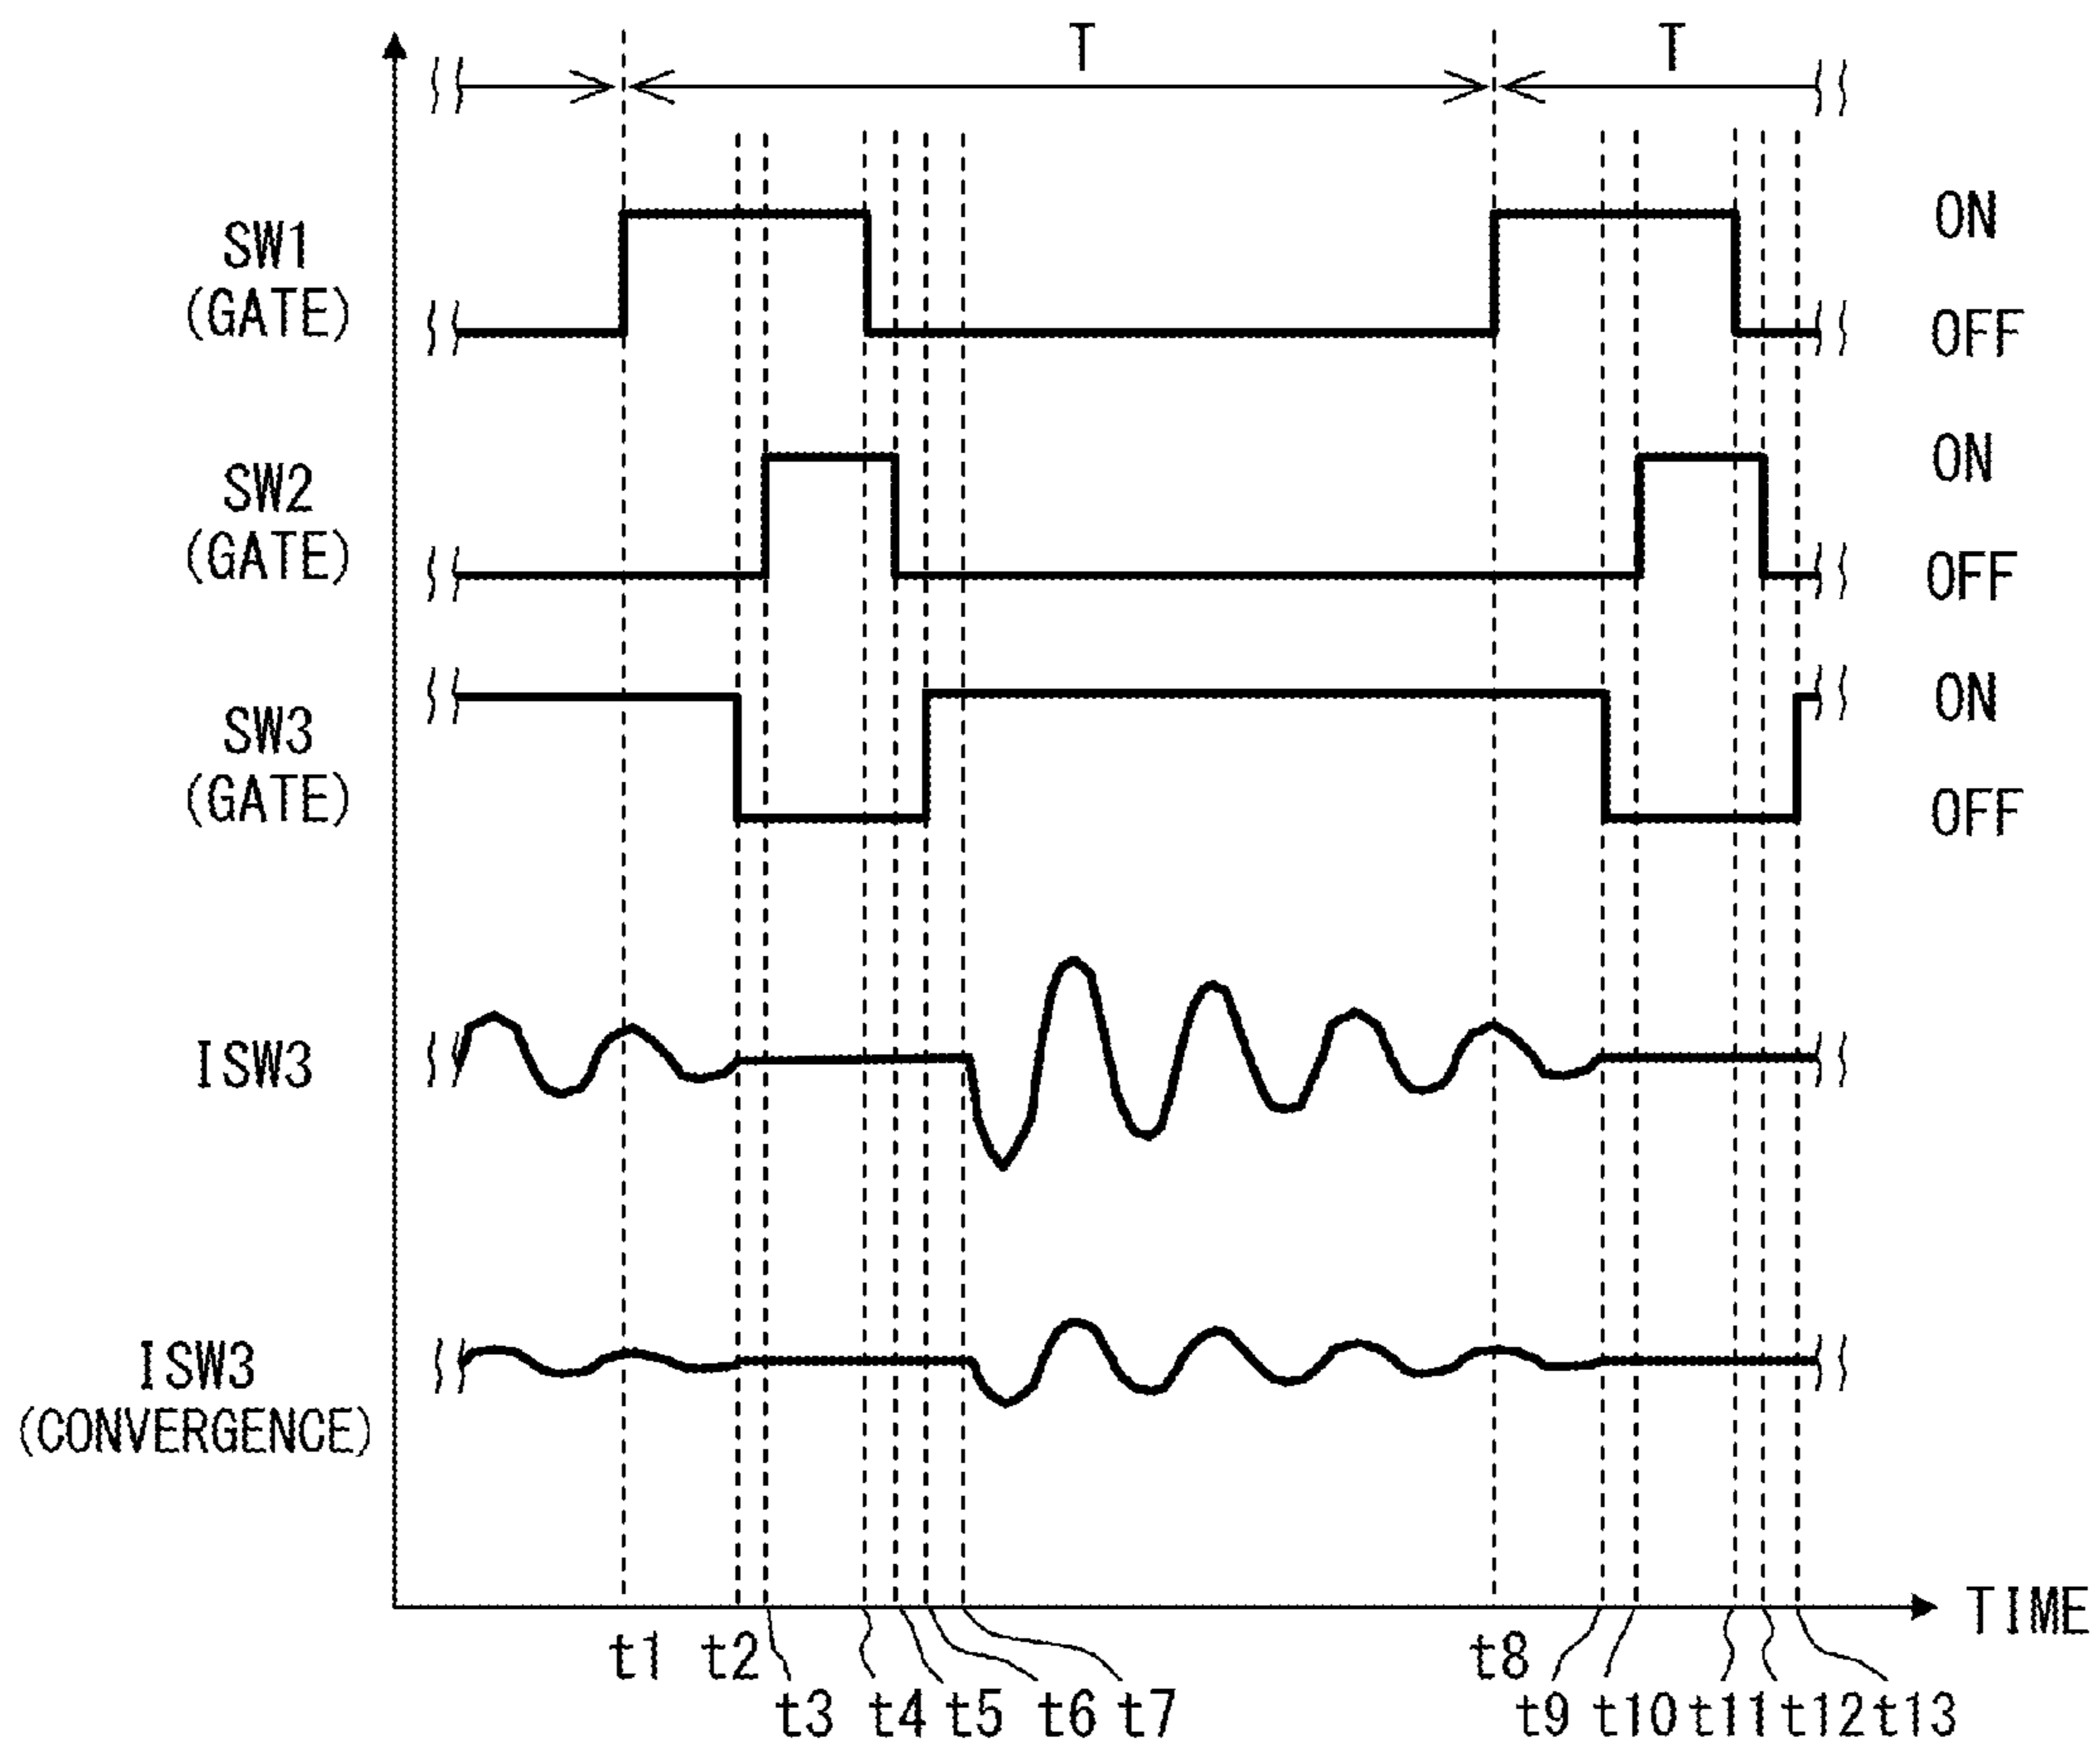 T
T
SW1
(GATE)
ON
OFF
SW2
(GATE)
ON
OFF
SW3
(GATE)
ON
OFF
ISW3
ISW3
(CONVERGENCE)
TIME
t1 t2 t3 t4 t5 t6 t7 t8 t9 t10 t11 t12 t13